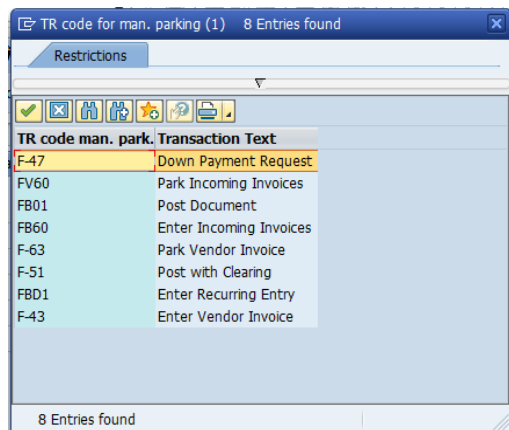 TR code for man. parking (1) 8 Entries found
Restrictions
TR code man. park. Transaction Text
F-47 Down Payment Request
FV60 Park Incoming Invoices
FB01 Post Document
FB60 Enter Incoming Invoices
F-63 Park Vendor Invoice
F-51 Post with Clearing
FBD1 Enter Recurring Entry
F-43 Enter Vendor Invoice
8 Entries found